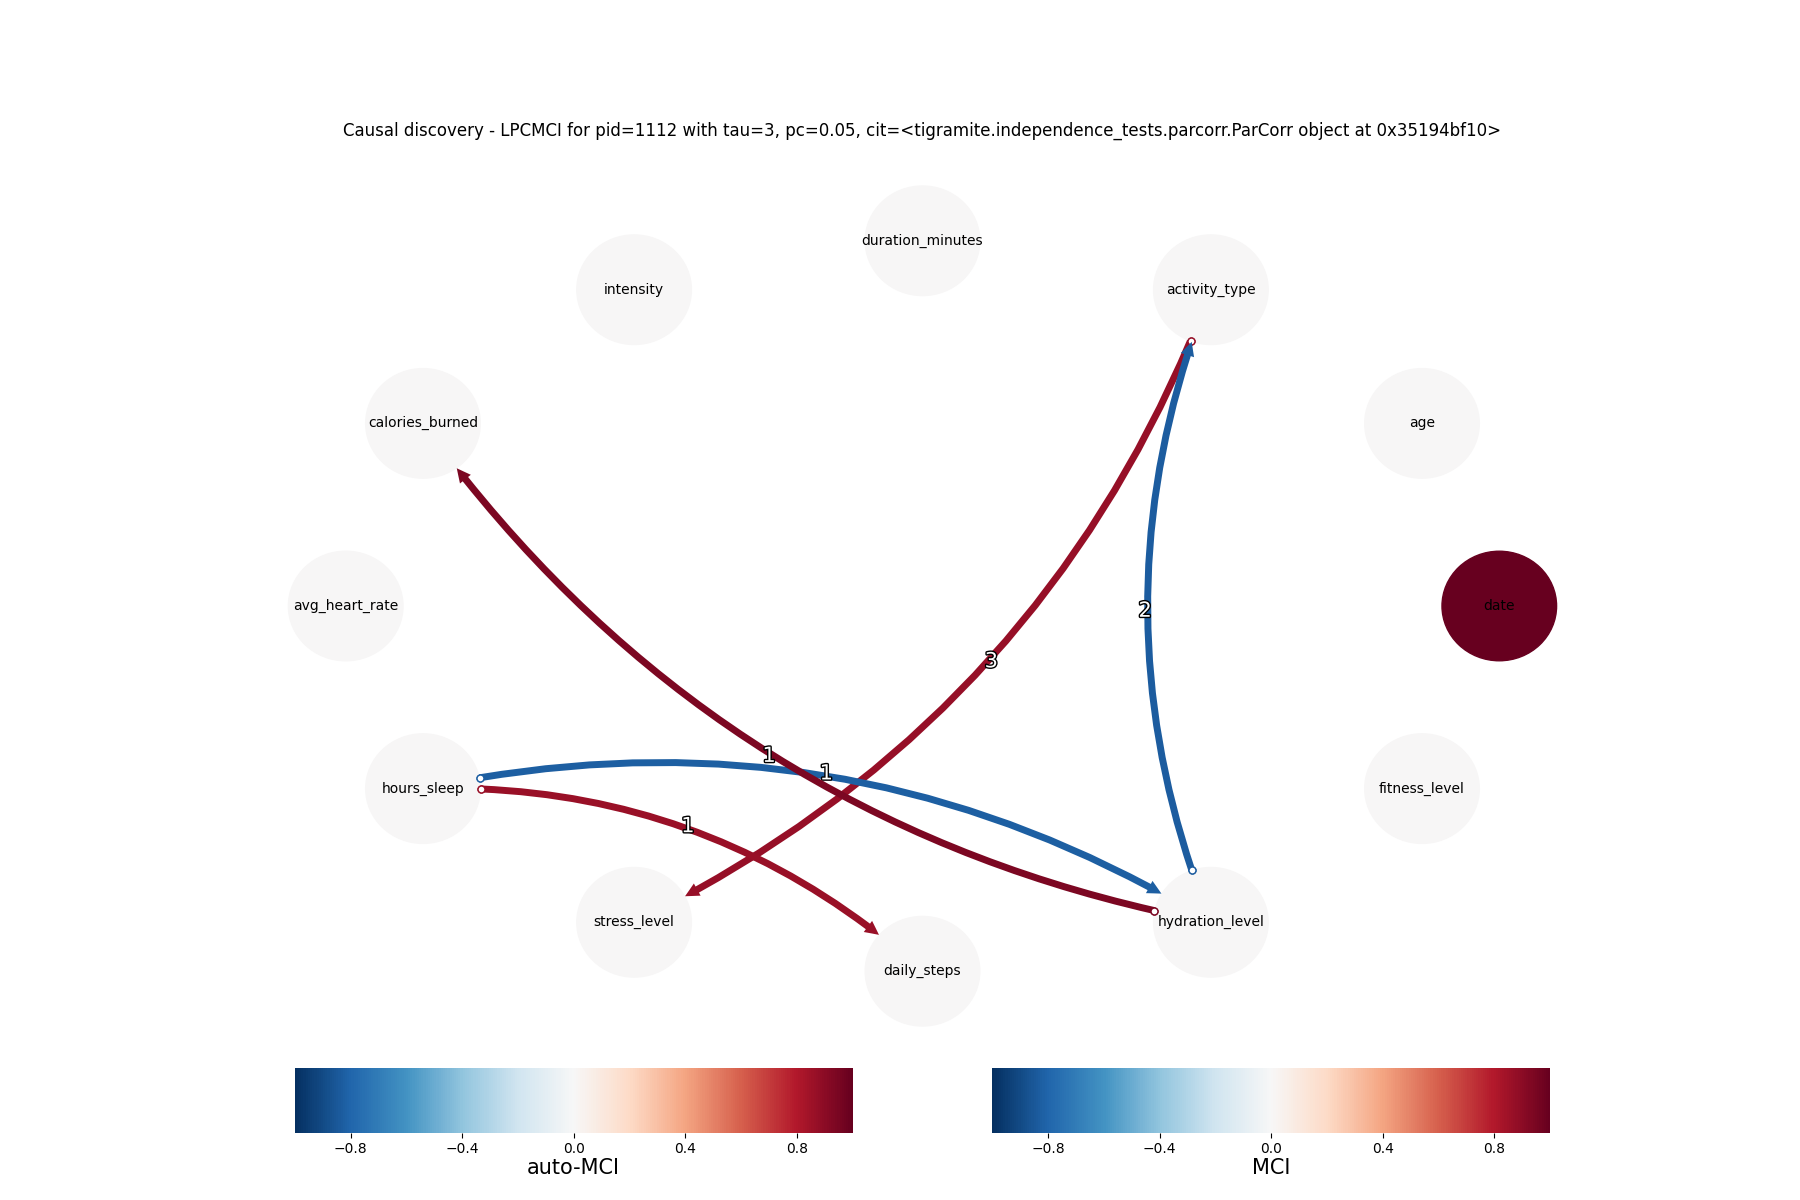 Causal discovery - LPCMCI for pid=1112 with tau=3, pc=0.05, cit=<tigramite.independence_tests.parcorr.ParCorr object at 0x35194bf10>
duration_minutes
intensity
activity_type
calories_burned
age
avg_heart_rate
date
2
3
1
1
hours_sleep
fitness_level
1
stress_level
hydration_level
daily_steps
−0.8 −0.4 0.0 0.4 0.8
auto-MCI
−0.8 −0.4 0.0 0.4 0.8
MCI